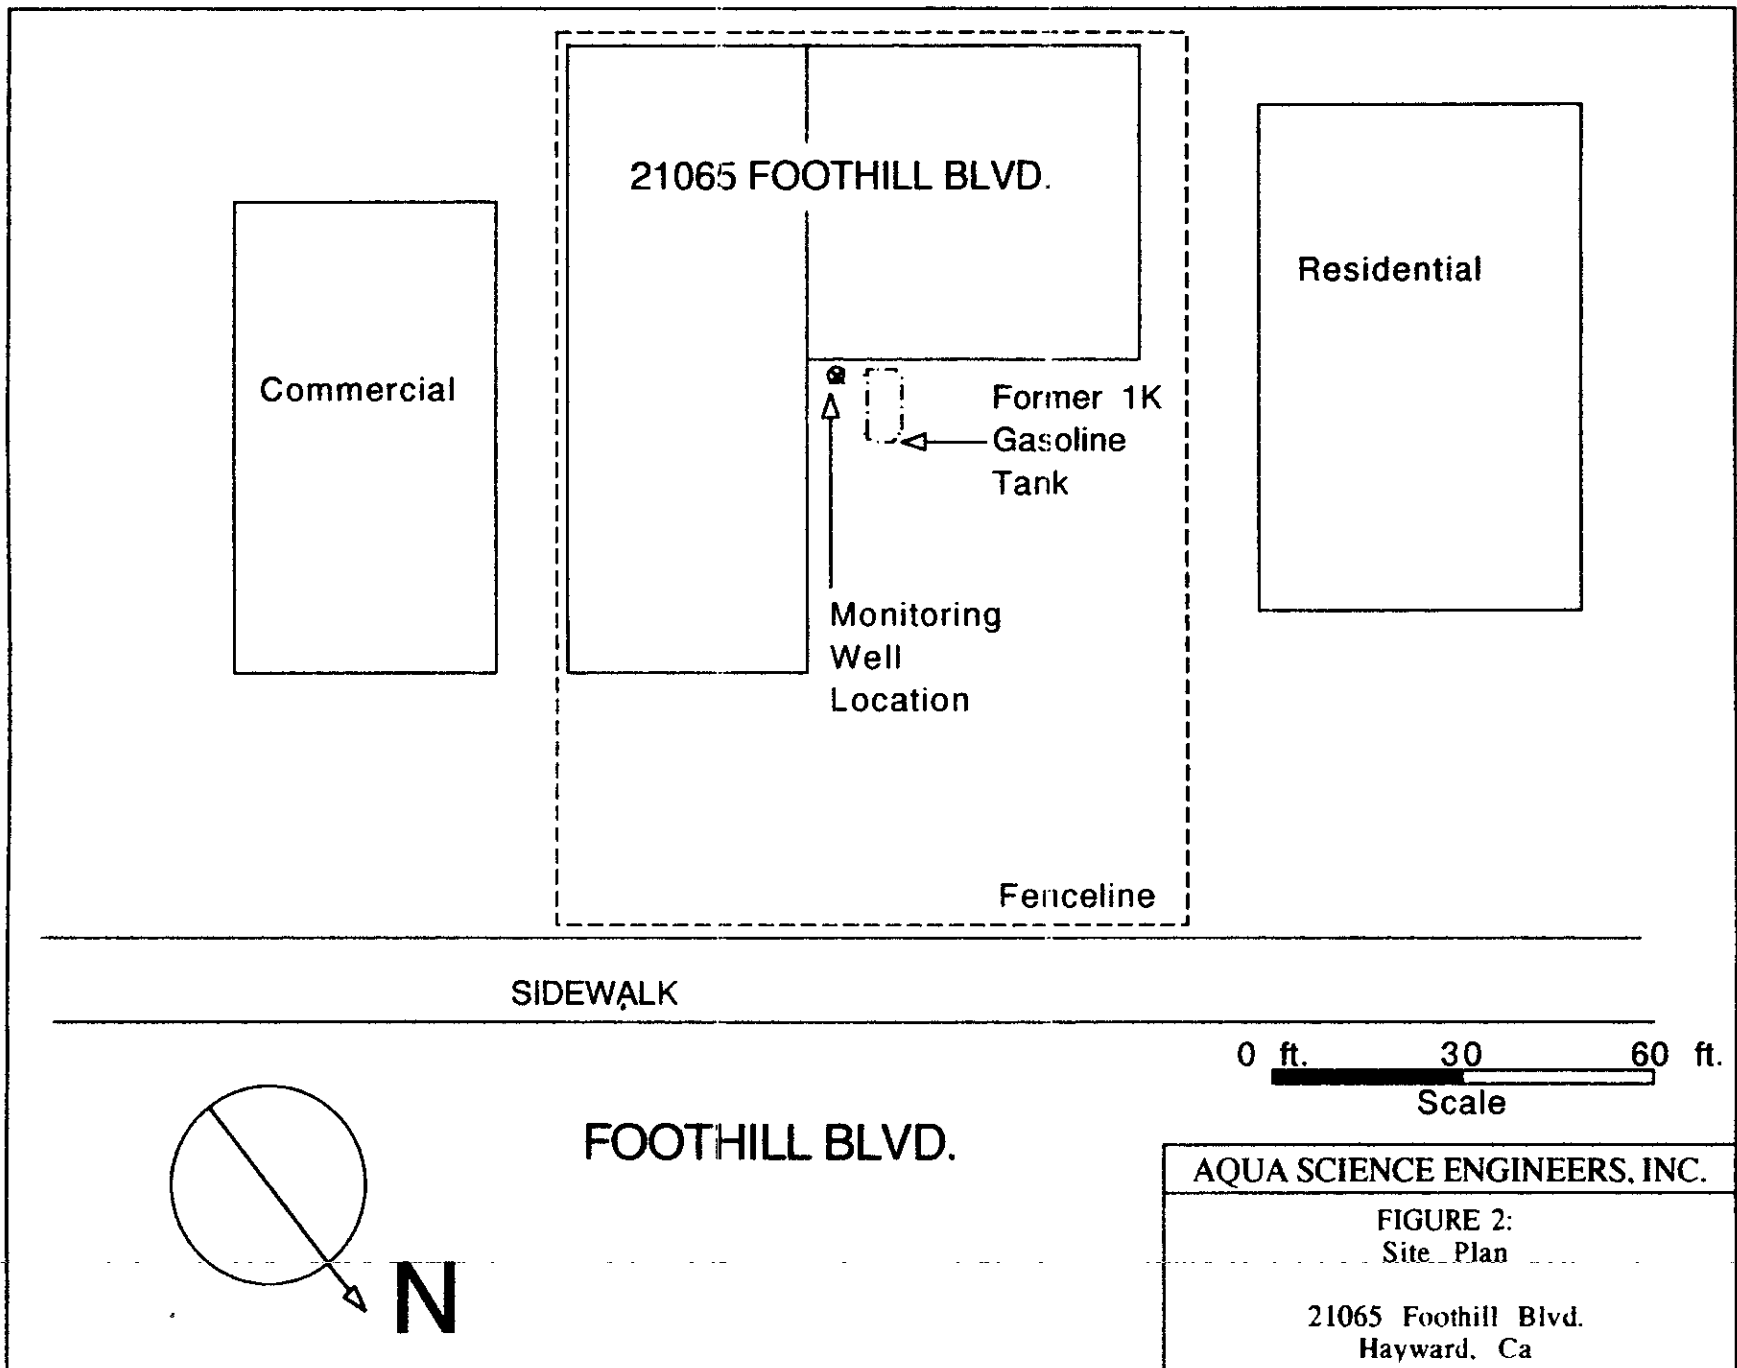 21065 FOOTHILL BLVD.
Residential
Commercial
Former 1K
Gasoline
Tank
Monitoring
Well
Location
Fenceline
SIDEWALK
0 ft. 30 60 ft.
Scale
FOOTHILL BLVD.
N
AQUA SCIENCE ENGINEERS, INC.
FIGURE 2:
Site Plan
21065 Foothill Blvd.
Hayward, Ca